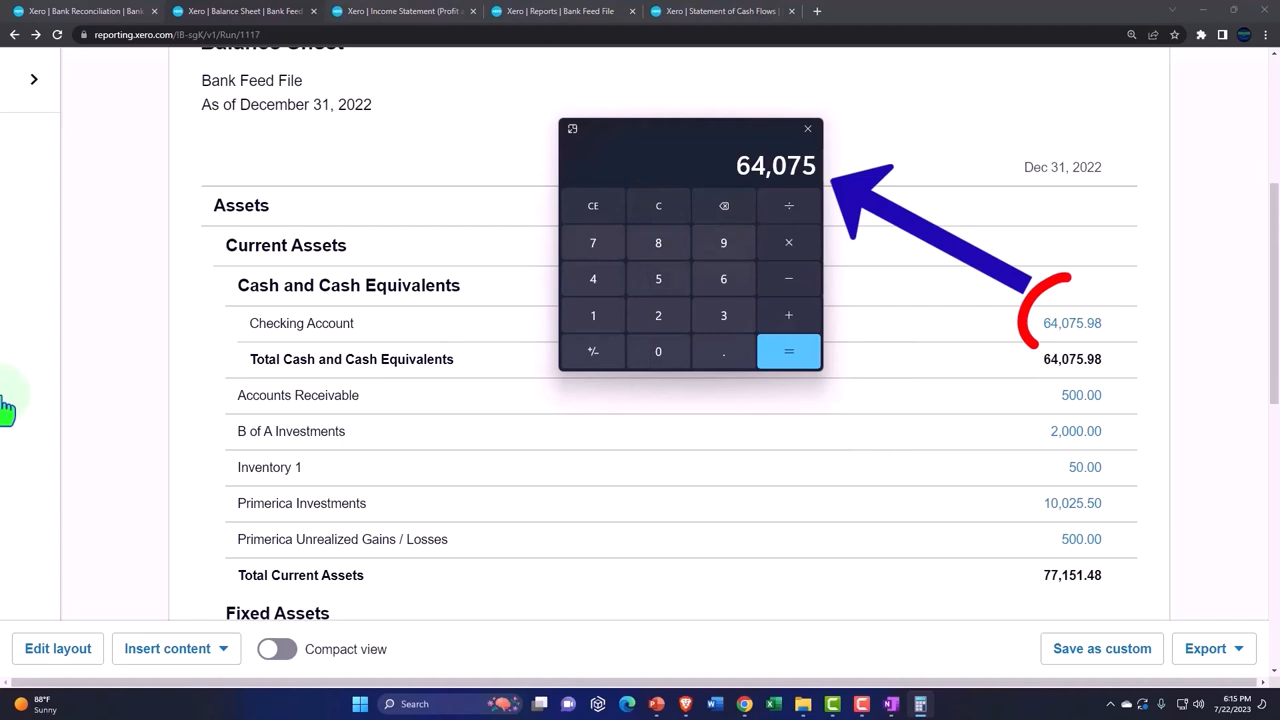 Xero | Bank Reconciliation | Bank
Xero | Balance Sheet | Bank Feed
Xero | Income Statement (Profit a
Xero | Reports | Bank Feed File
Xero | Statement of Cash Flows |
reporting.xero.com/!B-sgK/v1/Run/1117
Balance Sheet
Bank Feed File
As of December 31, 2022
64,075
Dec 31, 2022
CE C ⌫ ÷
7 8 9 ×
4 5 6 −
1 2 3 +
+/− 0 . =
Assets
Current Assets
Cash and Cash Equivalents
Checking Account 64,075.98
Total Cash and Cash Equivalents 64,075.98
Accounts Receivable 500.00
B of A Investments 2,000.00
Inventory 1 50.00
Primerica Investments 10,025.50
Primerica Unrealized Gains / Losses 500.00
Total Current Assets 77,151.48
Fixed Assets
Edit layout Insert content Compact view Save as custom Export
88°F
Sunny
Search
6:15 PM
7/22/2023